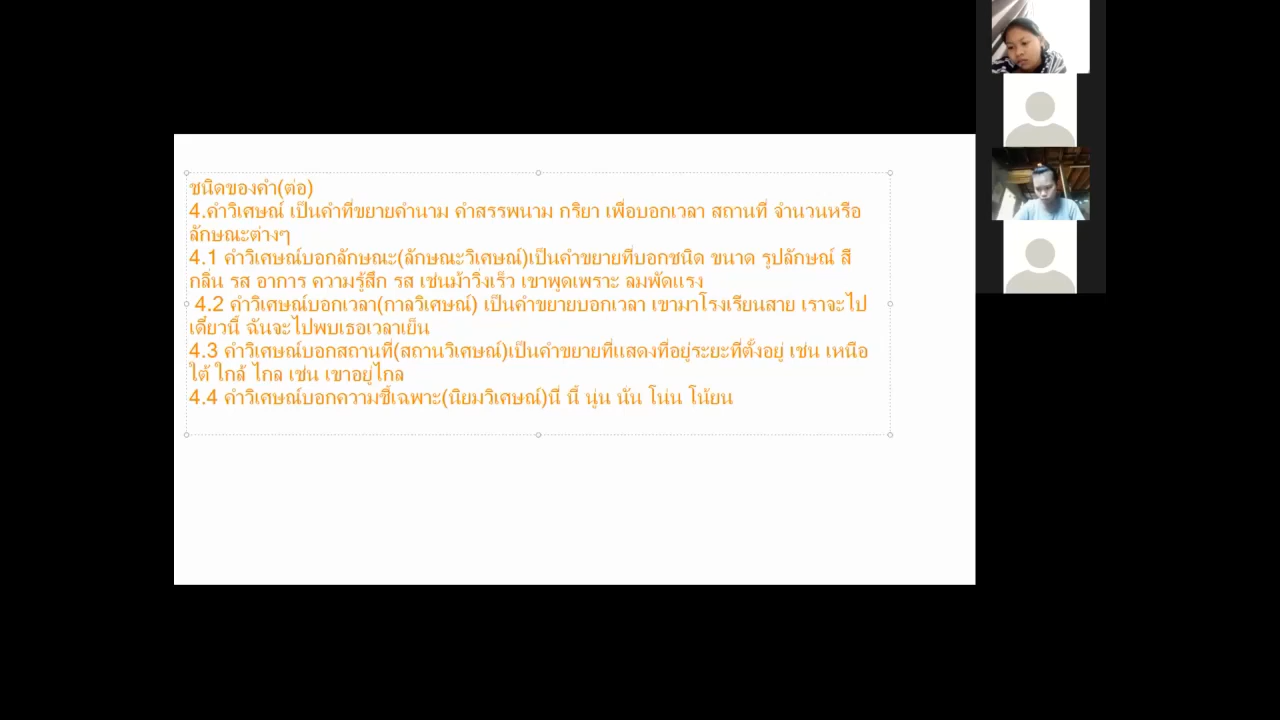 ชนิดของคำ(ต่อ)
4.คำวิเศษณ์ เป็นคำที่ขยายคำนาม คำสรรพนาม กริยา เพื่อบอกเวลา สถานที่ จำนวนหรือ
ลักษณะต่างๆ
4.1 คำวิเศษณ์บอกลักษณะ(ลักษณะวิเศษณ์)เป็นคำขยายที่บอกชนิด ขนาด รูปลักษณ์ สี
กลิ่น รส อาการ ความรู้สึก รส เช่นม้าวิ่งเร็ว เขาพูดเพราะ ลมพัดแรง
4.2 คำวิเศษณ์บอกเวลา(กาลวิเศษณ์) เป็นคำขยายบอกเวลา เขามาโรงเรียนสาย เราจะไป
เดี๋ยวนี้ ฉันจะไปพบเธอเวลาเย็น
4.3 คำวิเศษณ์บอกสถานที่(สถานวิเศษณ์)เป็นคำขยายที่แสดงที่อยู่ระยะที่ตั้งอยู่ เช่น เหนือ
ใต้ ใกล้ ไกล เช่น เขาอยู่ไกล
4.4 คำวิเศษณ์บอกความชี้เฉพาะ(นิยมวิเศษณ์)นี่ นี้ นู่น นั่น โน่น โน้ยน